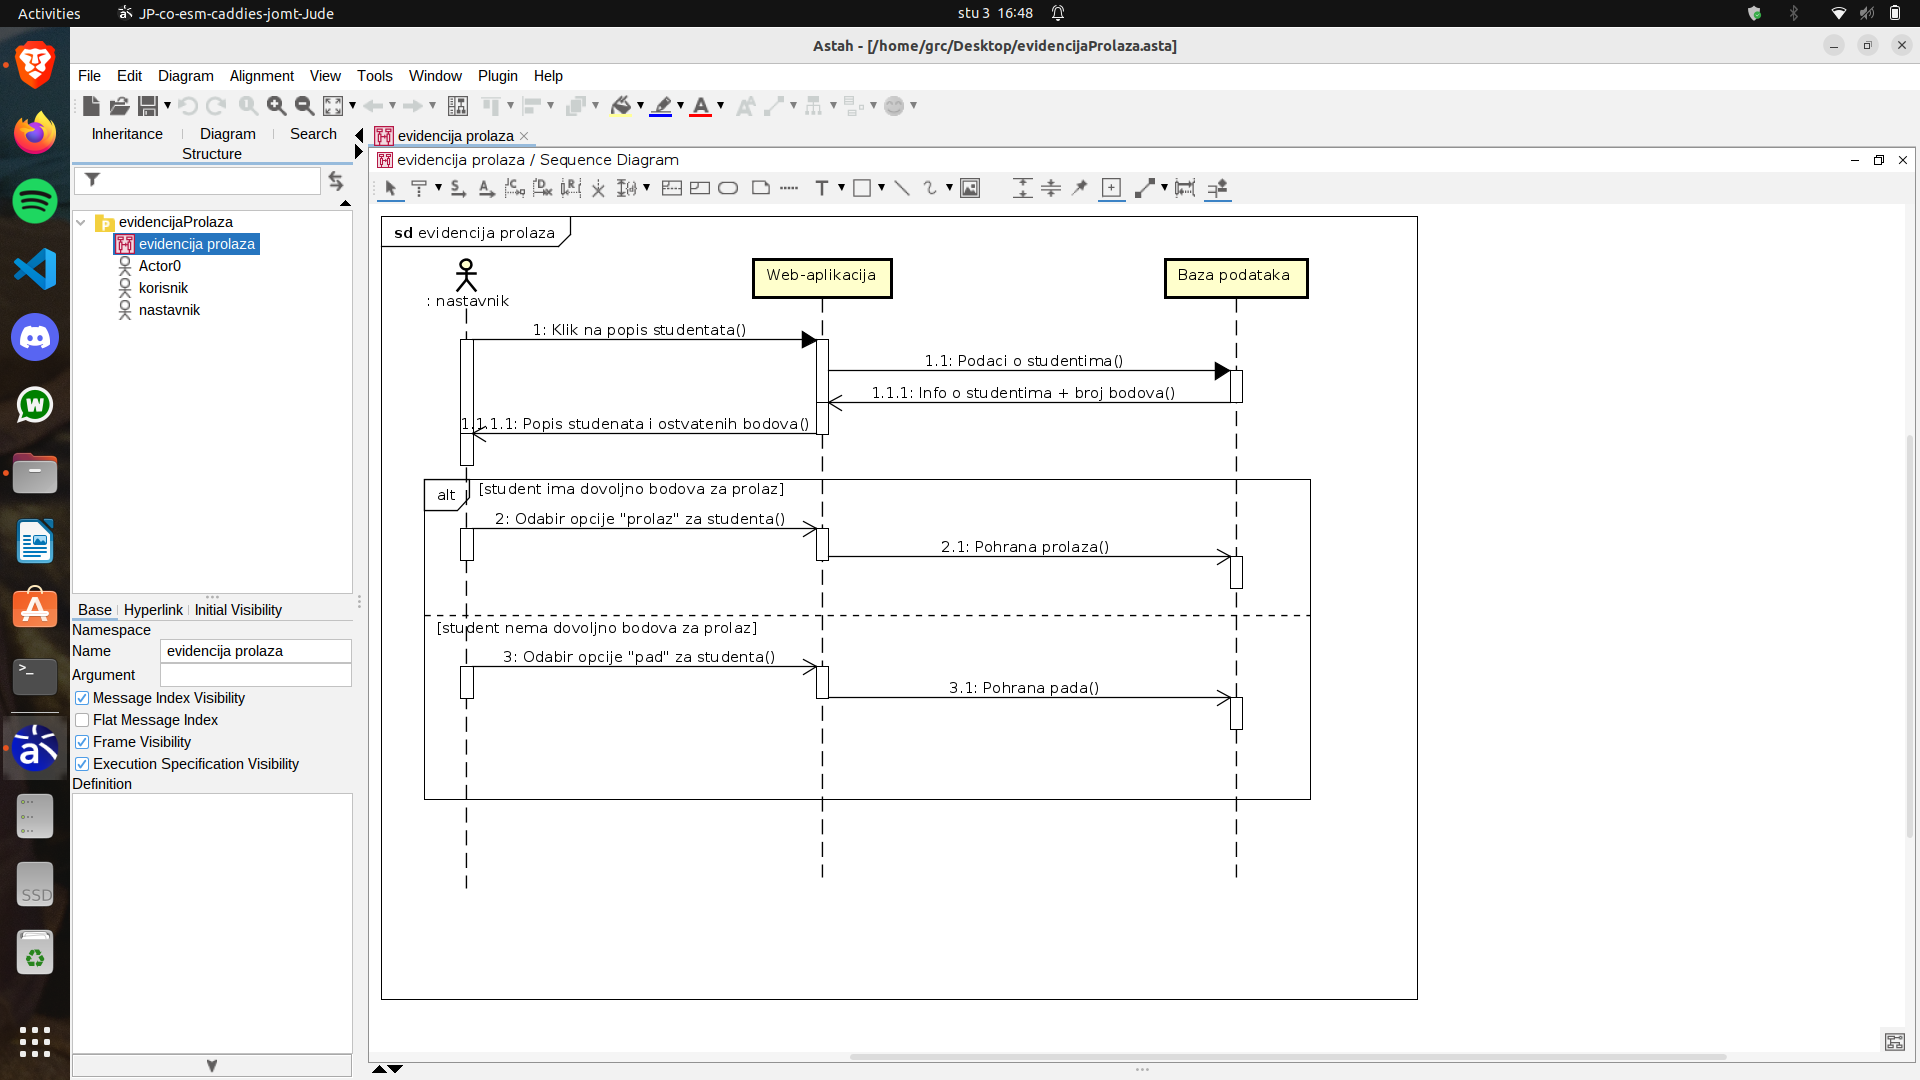 Activities
JP-co-esm-caddies-jomt-Jude
stu 3 16:48
Astah - [/home/grc/Desktop/evidencijaProlaza.asta]
File Edit Diagram Alignment View Tools Window Plugin Help
Inheritance Diagram Search
Structure
evidencija prolaza
evidencija prolaza / Sequence Diagram
evidencijaProlaza
evidencija prolaza
Actor0
korisnik
nastavnik
Base Hyperlink Initial Visibility
Namespace
Name evidencija prolaza
Argument
Message Index Visibility
Flat Message Index
Frame Visibility
Execution Specification Visibility
Definition
SSD
sd evidencija prolaza
: nastavnik
Web-aplikacija
Baza podataka
1: Klik na popis studentata()
1.1: Podaci o studentima()
1.1.1: Info o studentima + broj bodova()
1.1.1.1: Popis studenata i ostvatenih bodova()
alt
[student ima dovoljno bodova za prolaz]
2: Odabir opcije "prolaz" za studenta()
2.1: Pohrana prolaza()
[student nema dovoljno bodova za prolaz]
3: Odabir opcije "pad" za studenta()
3.1: Pohrana pada()